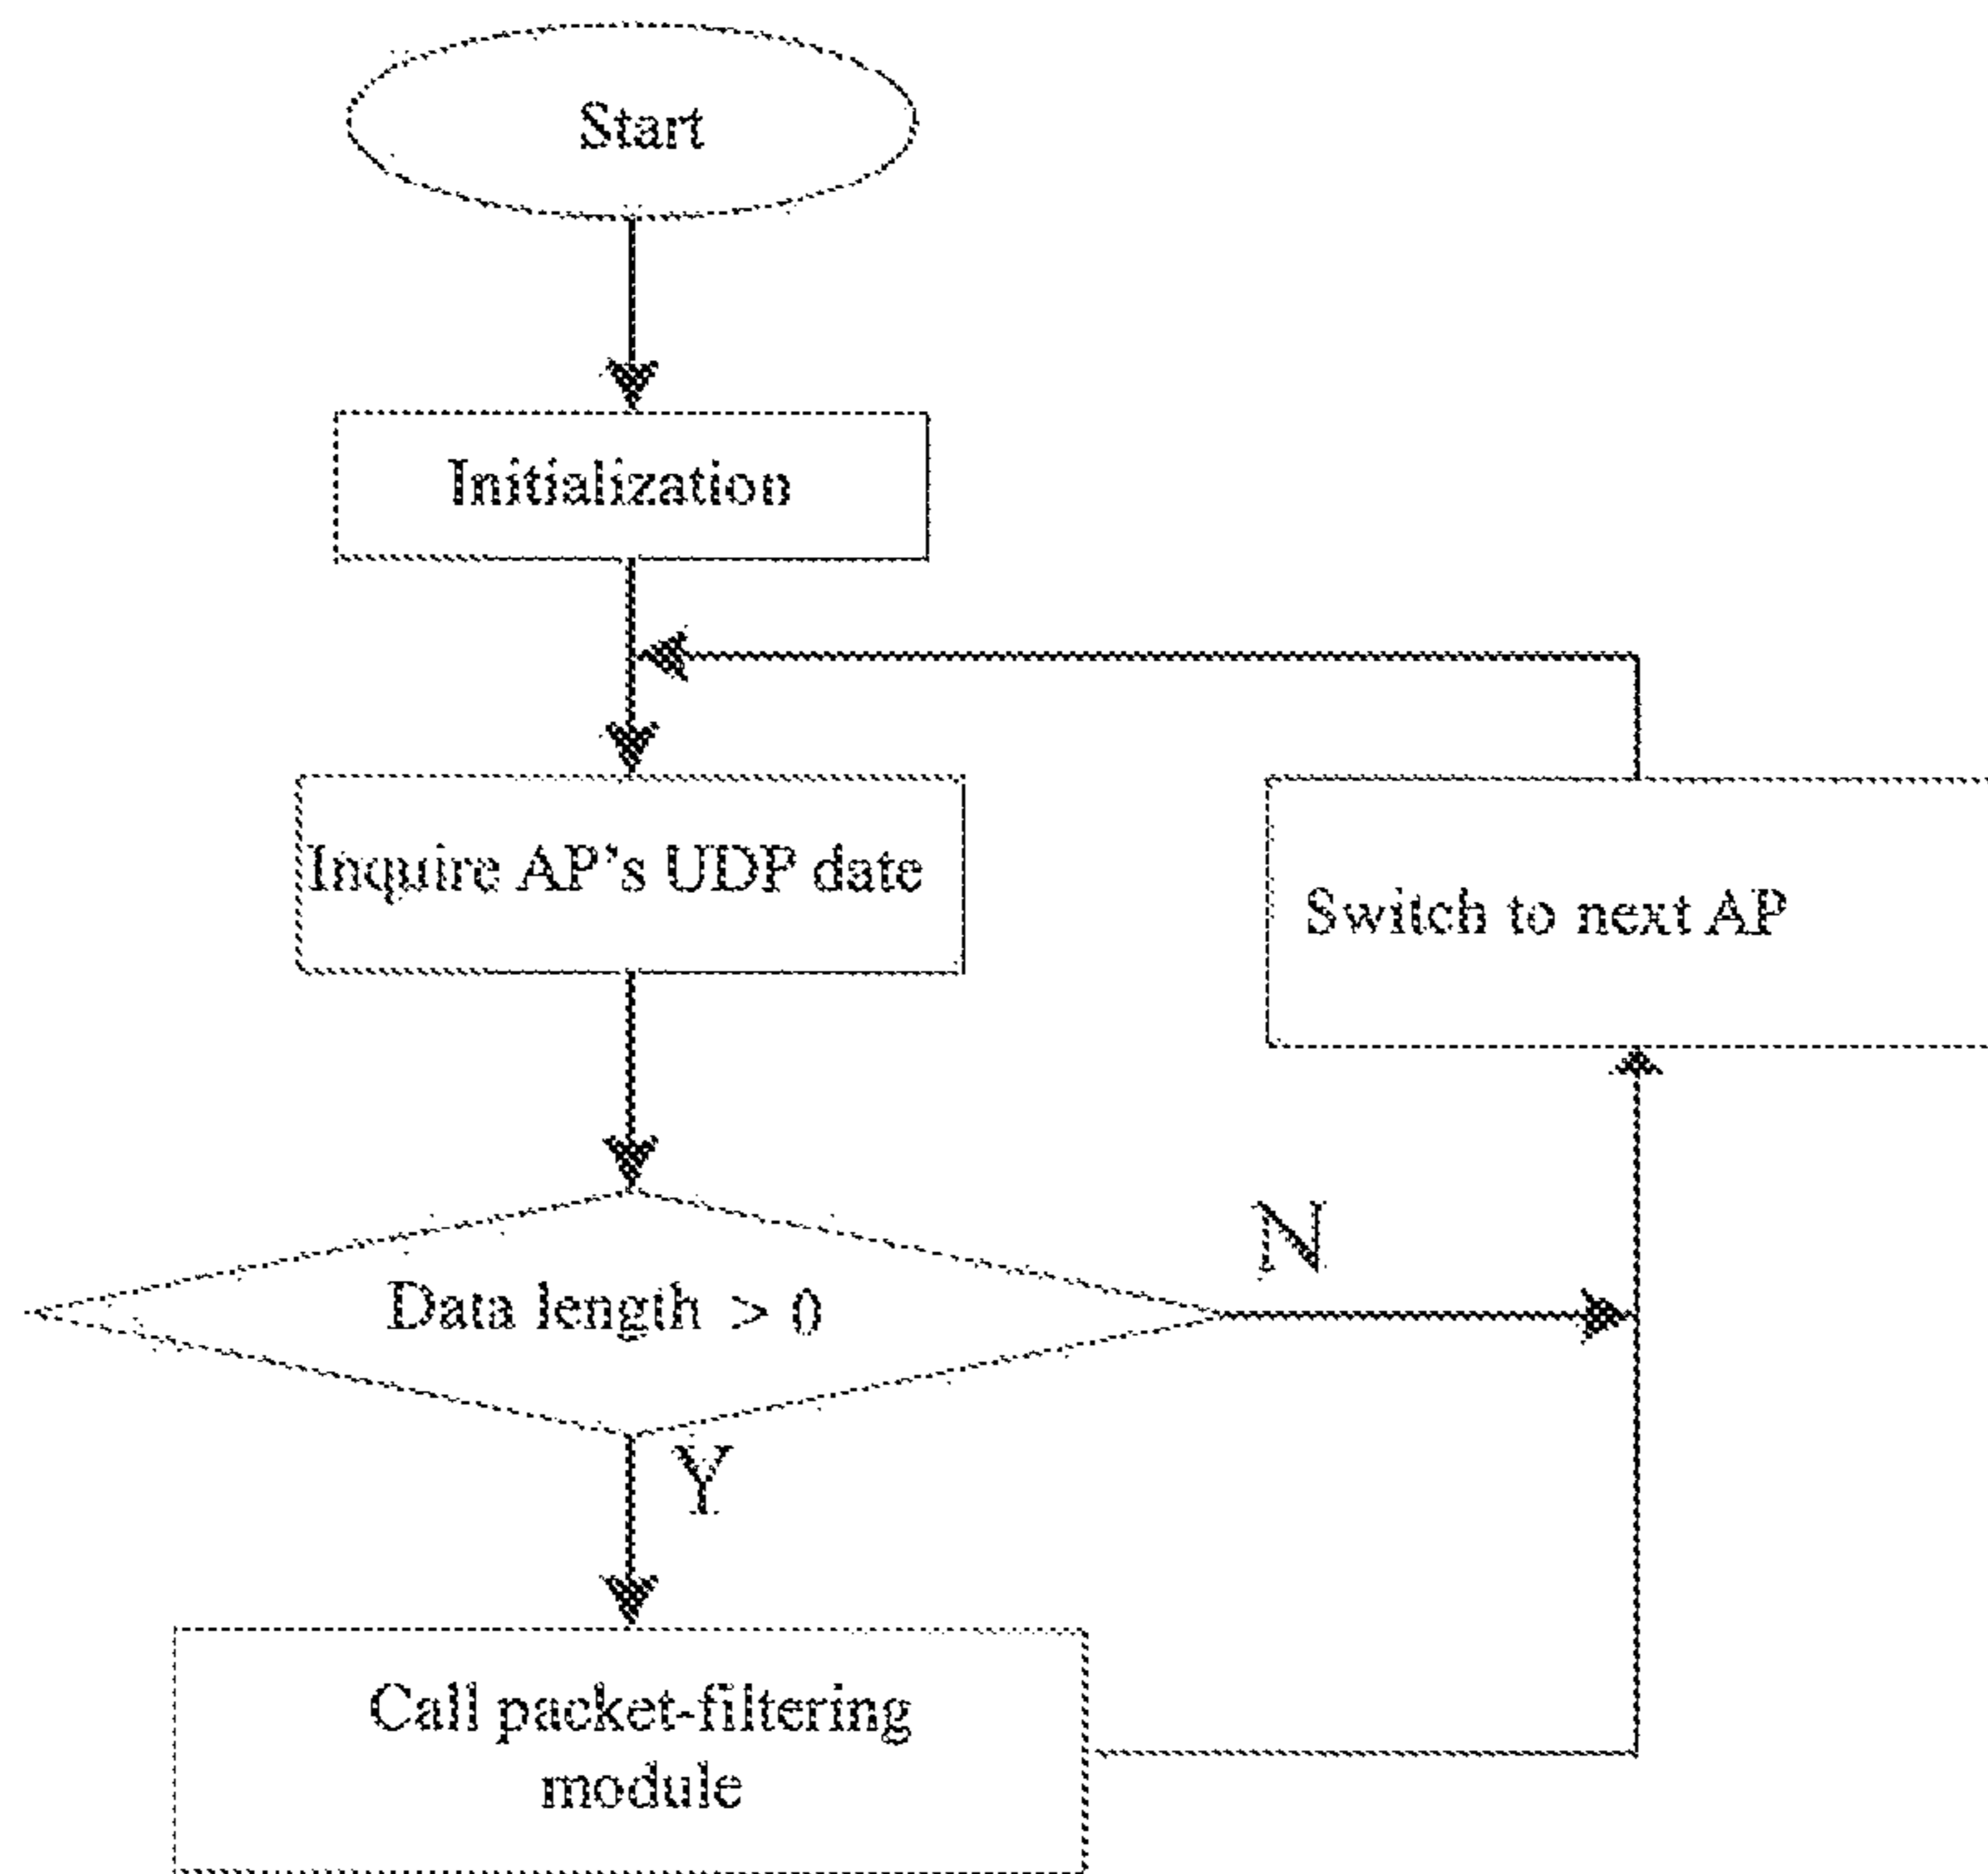 Start
Initialization
Inquire AP's UDP date
Switch to next AP
Data length > 0
N
Y
Call packet-filtering
module